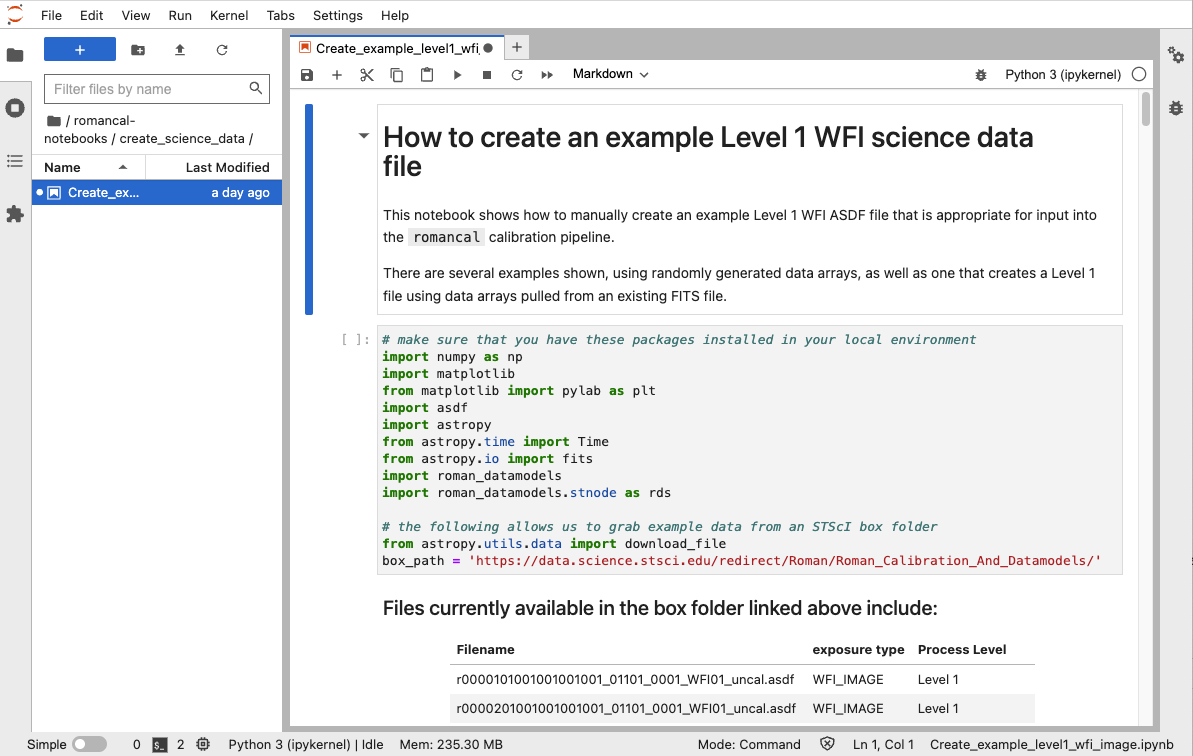 File Edit View Run Kernel Tabs Settings Help
Create_example_level1_wfi_
Filter files by name
Markdown
Python 3 (ipykernel)
/ romancal-
notebooks / create_science_data /
Name Last Modified
Create_ex... a day ago
How to create an example Level 1 WFI science data
file
This notebook shows how to manually create an example Level 1 WFI ASDF file that is appropriate for input into
the romancal calibration pipeline.
There are several examples shown, using randomly generated data arrays, as well as one that creates a Level 1
file using data arrays pulled from an existing FITS file.
[ ]:
# make sure that you have these packages installed in your local environment
import numpy as np
import matplotlib
from matplotlib import pylab as plt
import asdf
import astropy
from astropy.time import Time
from astropy.io import fits
import roman_datamodels
import roman_datamodels.stnode as rds
# the following allows us to grab example data from an STScI box folder
from astropy.utils.data import download_file
box_path = 'https://data.science.stsci.edu/redirect/Roman/Roman_Calibration_And_Datamodels/'
Files currently available in the box folder linked above include:
Filename exposure type Process Level
r0000101001001001001_01101_0001_WFI01_uncal.asdf WFI_IMAGE Level 1
r0000201001001001001_01101_0001_WFI01_uncal.asdf WFI_IMAGE Level 1
Simple 0 $_ 2 Python 3 (ipykernel) | Idle Mem: 235.30 MB Mode: Command Ln 1, Col 1 Create_example_level1_wfi_image.ipynb